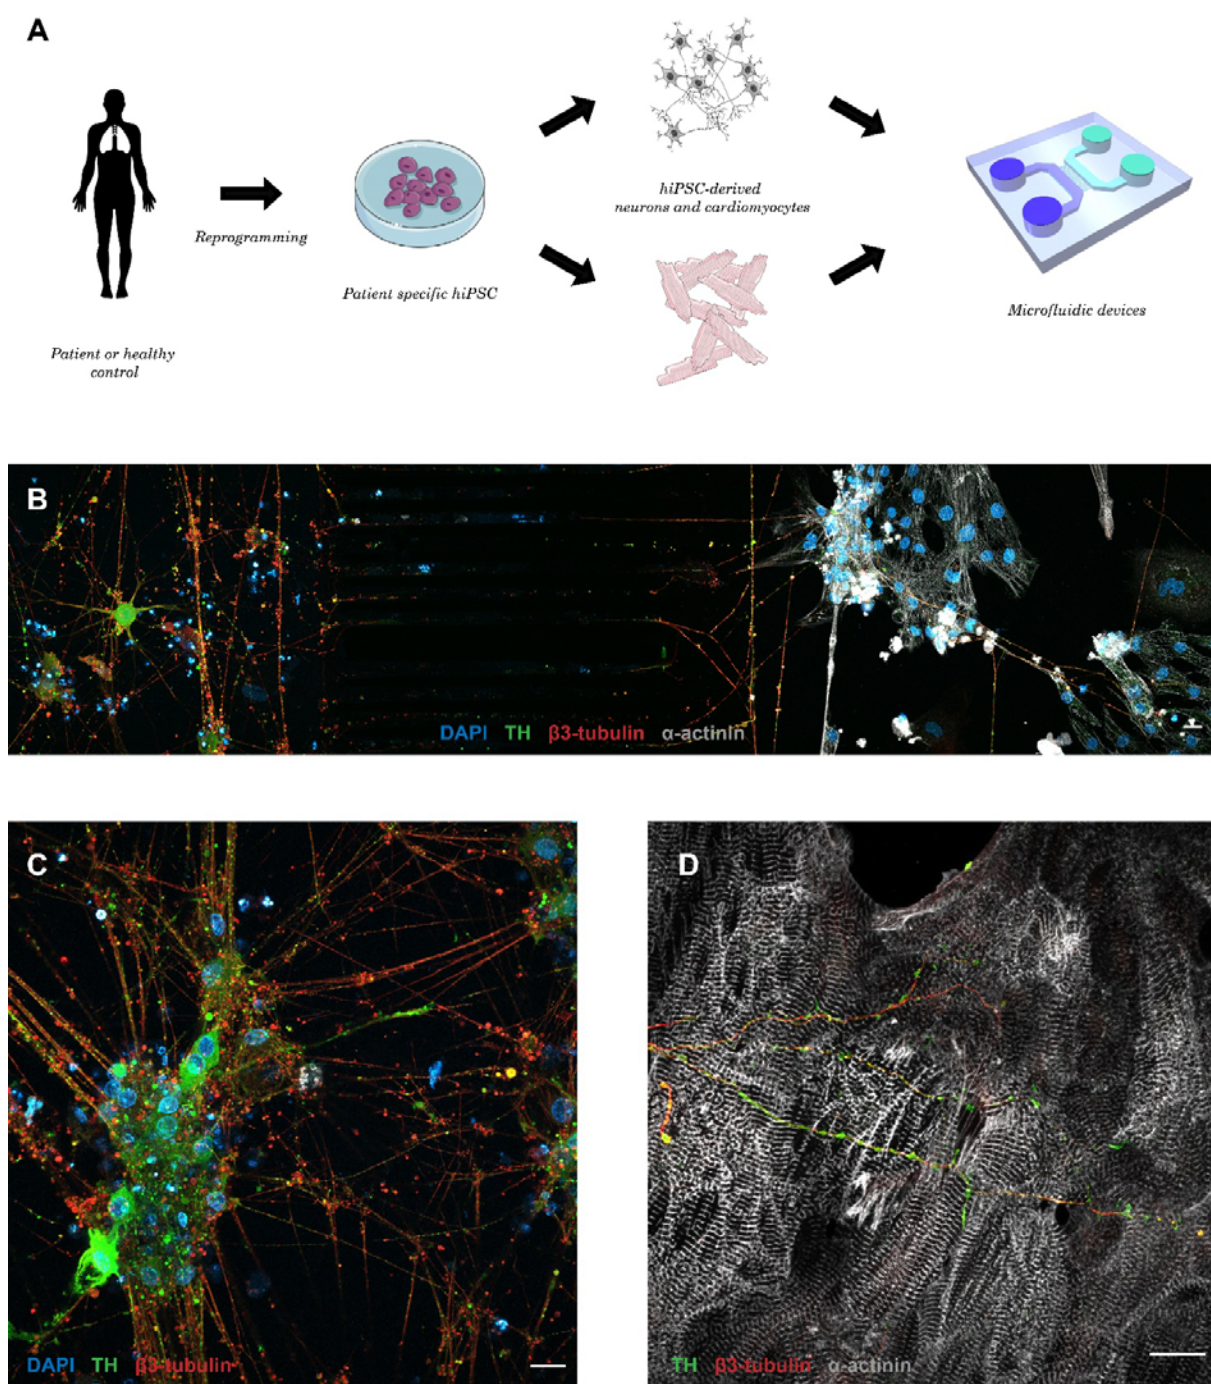 A
Reprogramming
Patient or healthy
control
Patient specific hiPSC
hiPSC-derived
neurons and cardiomyocytes
Microfluidic devices
B
DAPI TH β3-tubulin α-actinin
C
DAPI TH β3-tubulin
D
TH β3-tubulin α-actinin